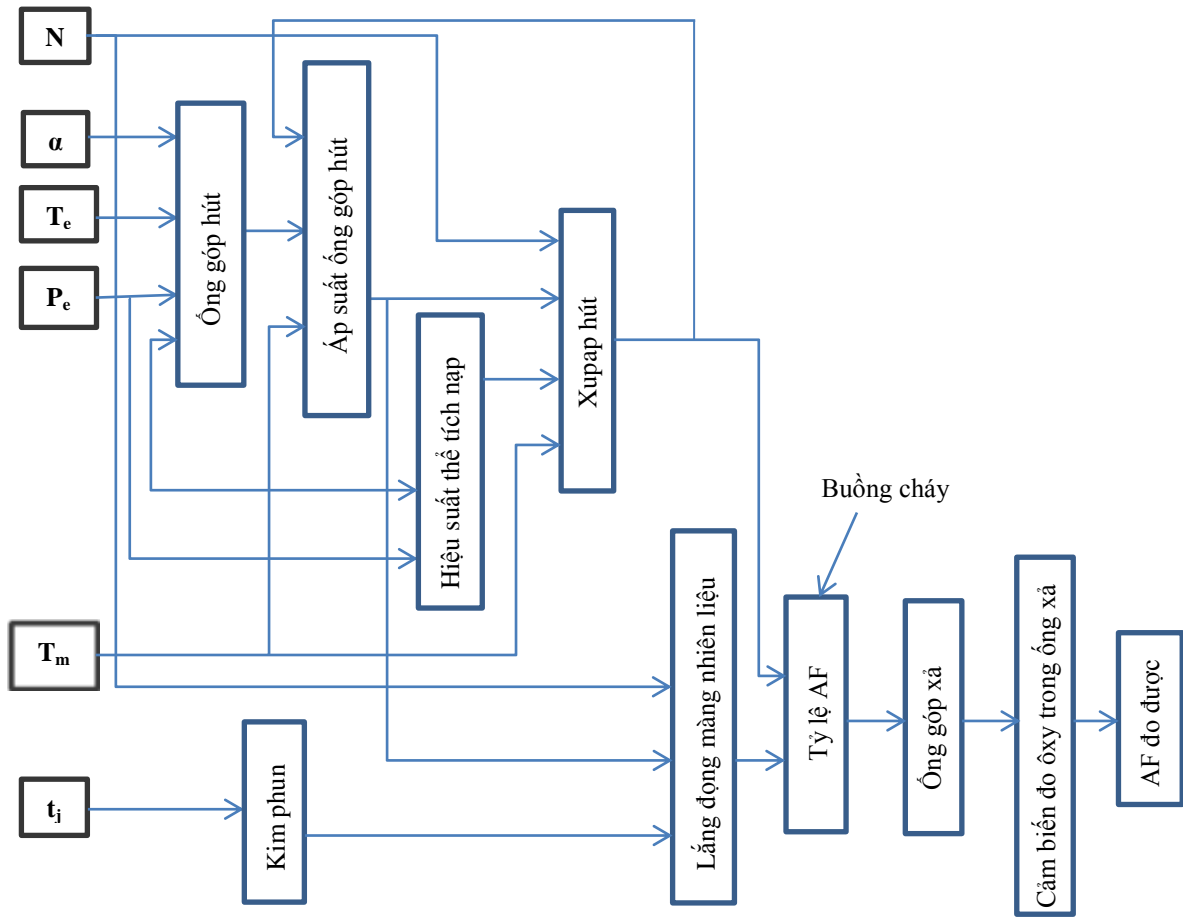 N
α
Tₑ
Pₑ
Tₘ
tⱼ
Ống góp hút
Áp suất ống góp hút
Hiệu suất thể tích nạp
Xupap hút
Kim phun
Lắng đọng màng nhiên liệu
Buồng cháy
Tỷ lệ AF
Ống góp xả
Cảm biến đo ôxy trong ống xả
AF đo được